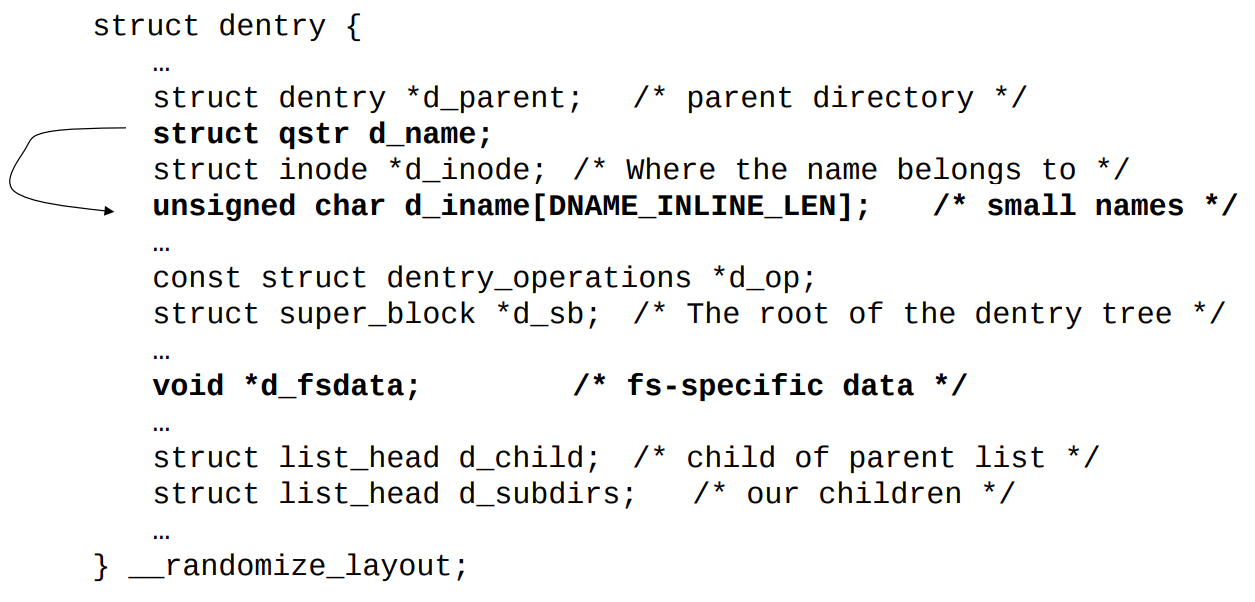 struct dentry {
…
struct dentry *d_parent; /* parent directory */
struct qstr d_name;
struct inode *d_inode; /* Where the name belongs to */
unsigned char d_iname[DNAME_INLINE_LEN]; /* small names */
…
const struct dentry_operations *d_op;
struct super_block *d_sb; /* The root of the dentry tree */
…
void *d_fsdata; /* fs-specific data */
…
struct list_head d_child; /* child of parent list */
struct list_head d_subdirs; /* our children */
…
} __randomize_layout;